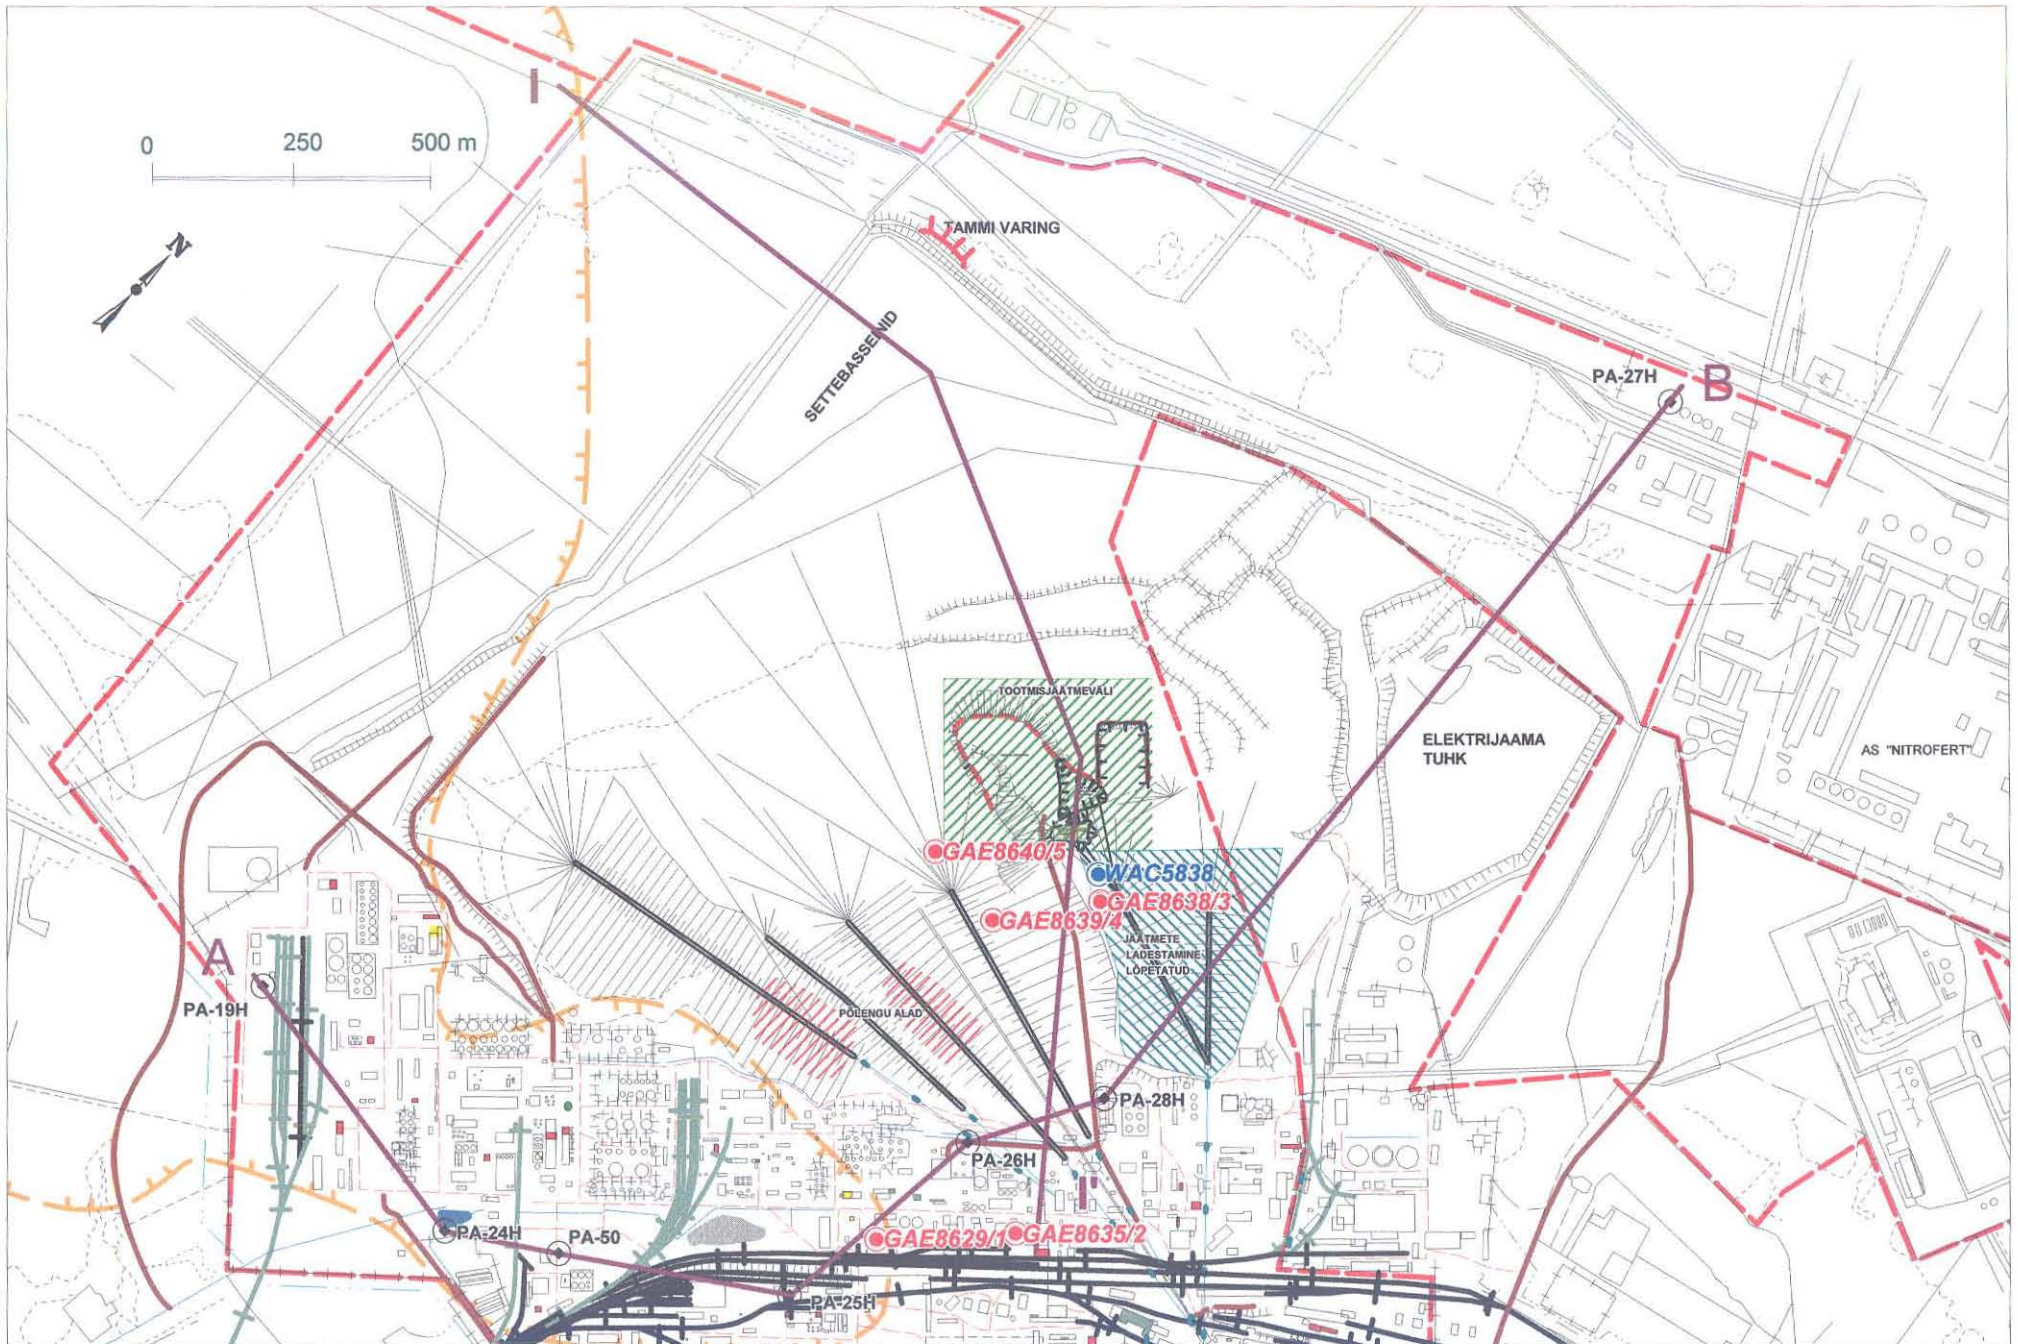 I
0 250 500 m
N
TAMMI VARING
SETTEBASSEINID
PA-27H
B
TOOTMISJÄÄTMEVÄLI
ELEKTRIJAAMA
TUHK
AS "NITROFERT"
GAE8640/5
WAC5838
GAE8638/3
GAE8639/4
JÄÄTMETE
LADESTAMINE
LÕPETATUD
A
PA-19H
PÕLENGU ALAD
PA-28H
PA-26H
PA-24H
PA-50
GAE8629/1
GAE8635/2
PA-25H